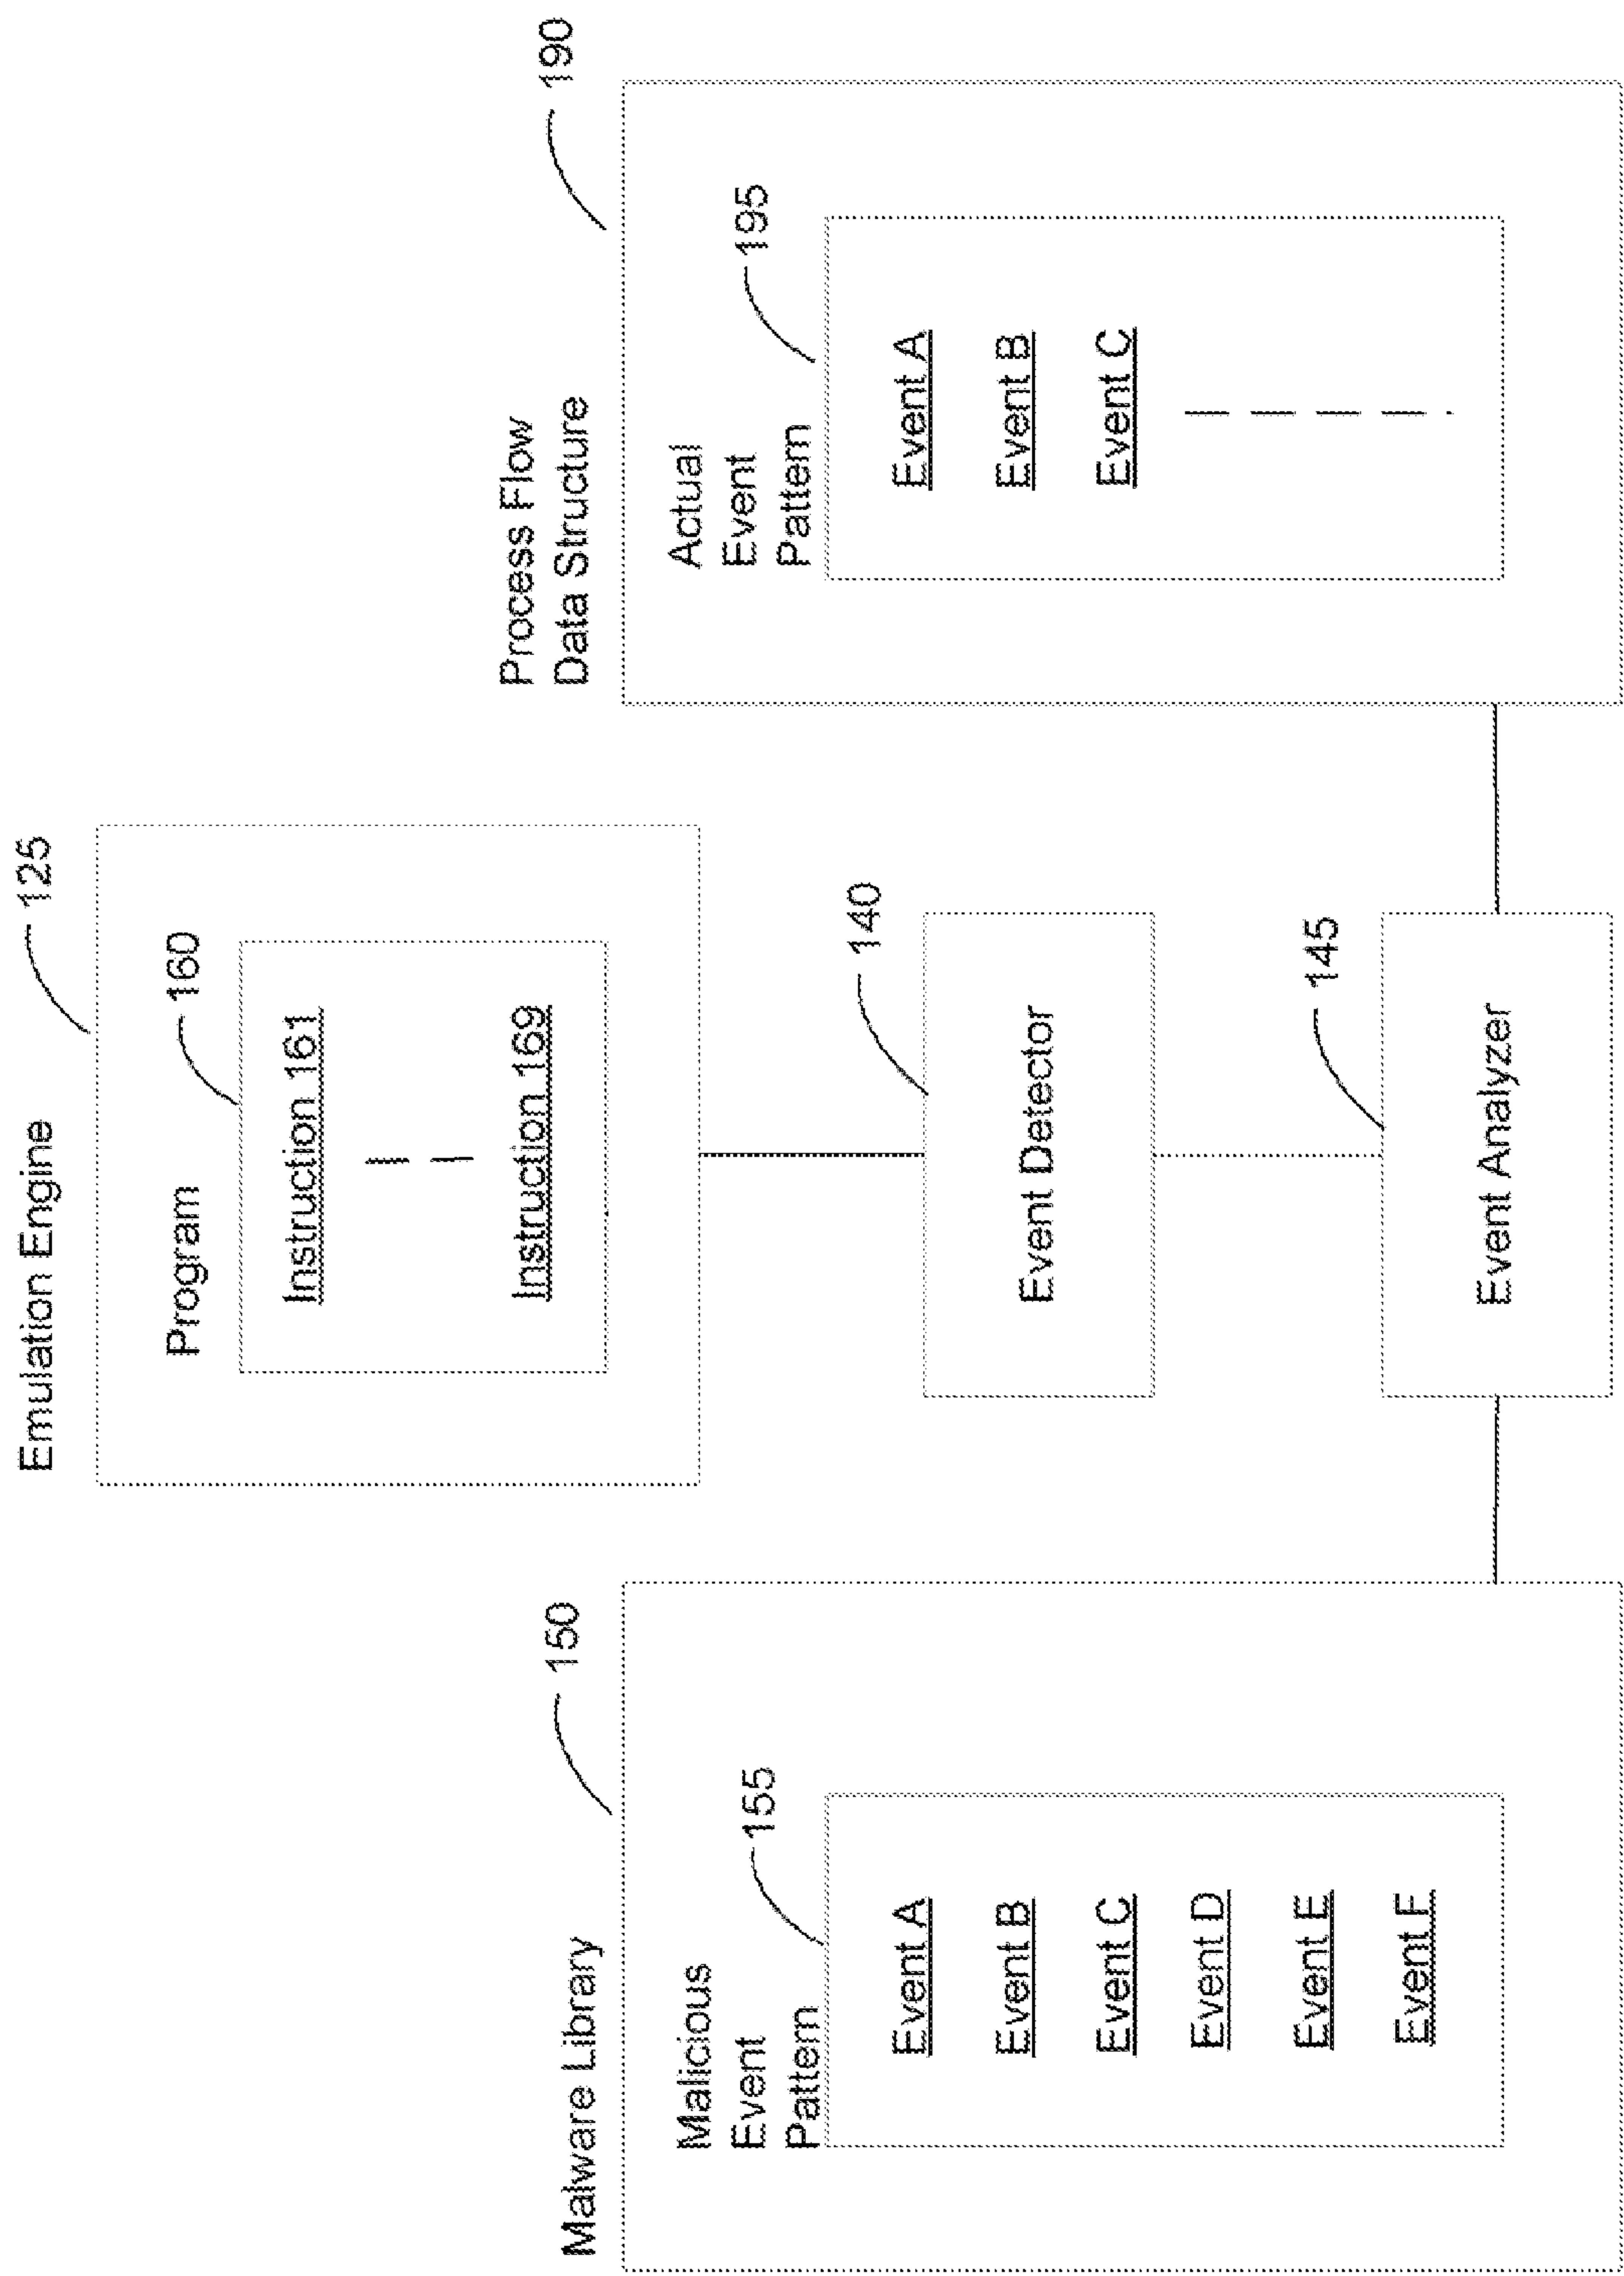 Emulation Engine
125
Program
160
Instruction 161
Instruction 169
Malware Library
150
Malicious
Event
Pattern
155
Event A
Event B
Event C
Event D
Event E
Event F
Event Detector
140
Event Analyzer
145
Process Flow
Data Structure
190
Actual
Event
Pattern
195
Event A
Event B
Event C